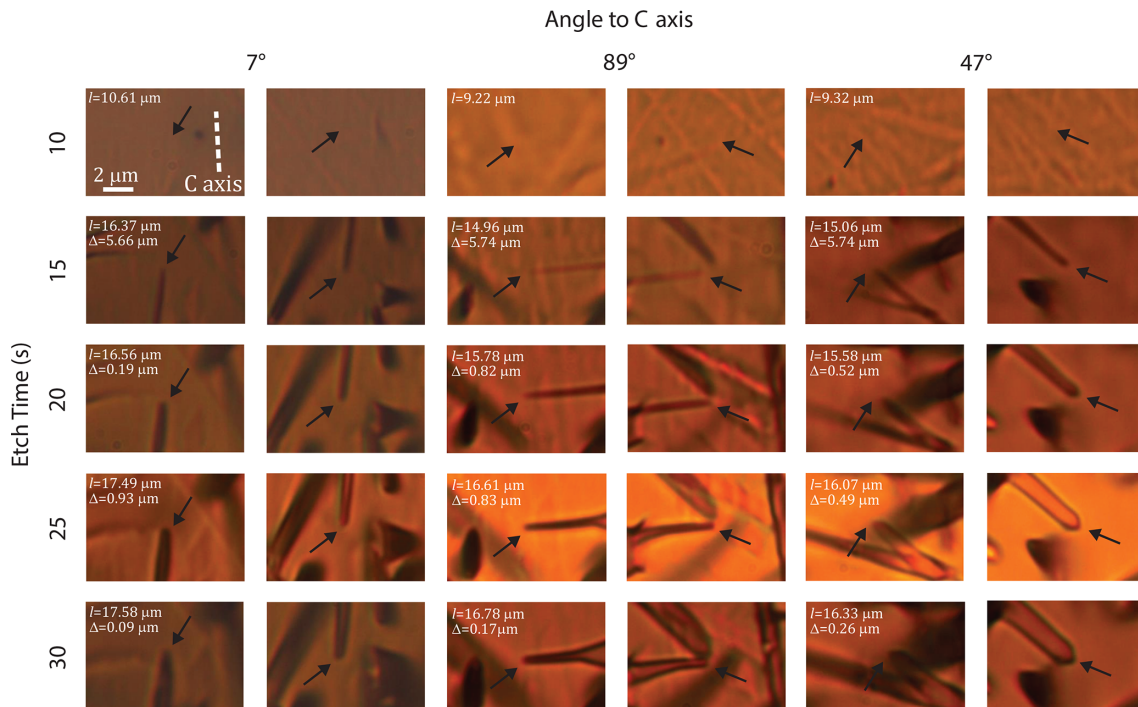 Angle to C axis
7°
89°
47°
Etch Time (s)
10
l=10.61 µm
C axis
2 µm
l=9.22 µm
l=9.32 µm
15
l=16.37 µm
Δ=5.66 µm
l=14.96 µm
Δ=5.74 µm
l=15.06 µm
Δ=5.74 µm
20
l=16.56 µm
Δ=0.19 µm
l=15.78 µm
Δ=0.82 µm
l=15.58 µm
Δ=0.52 µm
25
l=17.49 µm
Δ=0.93 µm
l=16.61 µm
Δ=0.83 µm
l=16.07 µm
Δ=0.49 µm
30
l=17.58 µm
Δ=0.09 µm
l=16.78 µm
Δ=0.17µm
l=16.33 µm
Δ=0.26 µm